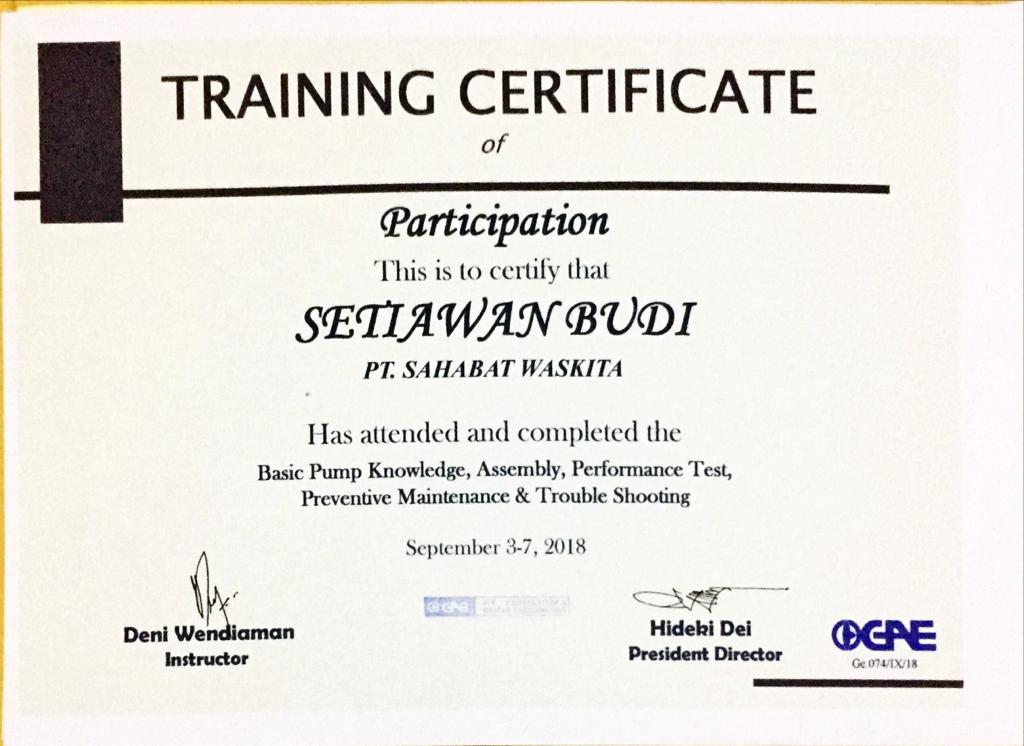 TRAINING CERTIFICATE
of
Participation
This is to certify that
SETIAWAN BUDI
PT. SAHABAT WASKITA
Has attended and completed the
Basic Pump Knowledge, Assembly, Performance Test,
Preventive Maintenance & Trouble Shooting
September 3-7, 2018
Deni Wendiaman
Instructor
Hideki Dei
President Director
Ge.074/IX/18